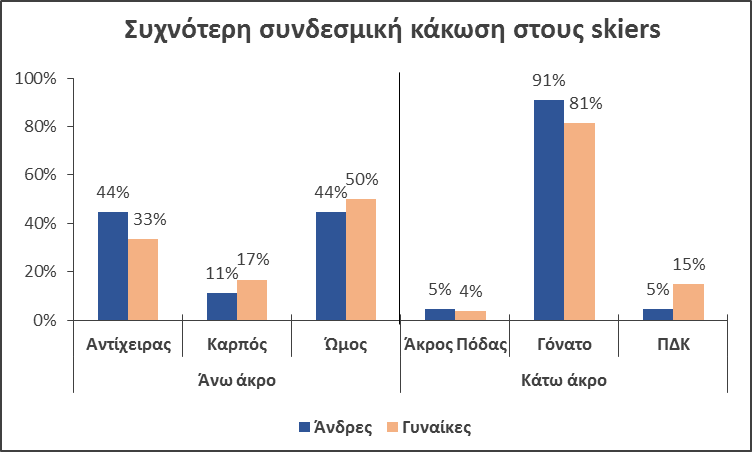 Συχνότερη συνδεσμική κάκωση στους skiers
100%
80%
60%
40%
20%
0%
44%
33%
11%
17%
44%
50%
5%
4%
91%
81%
5%
15%
Αντίχειρας
Καρπός
Ώμος
Άκρος Πόδας
Γόνατο
ΠΔΚ
Άνω άκρο
Κάτω άκρο
Άνδρες
Γυναίκες